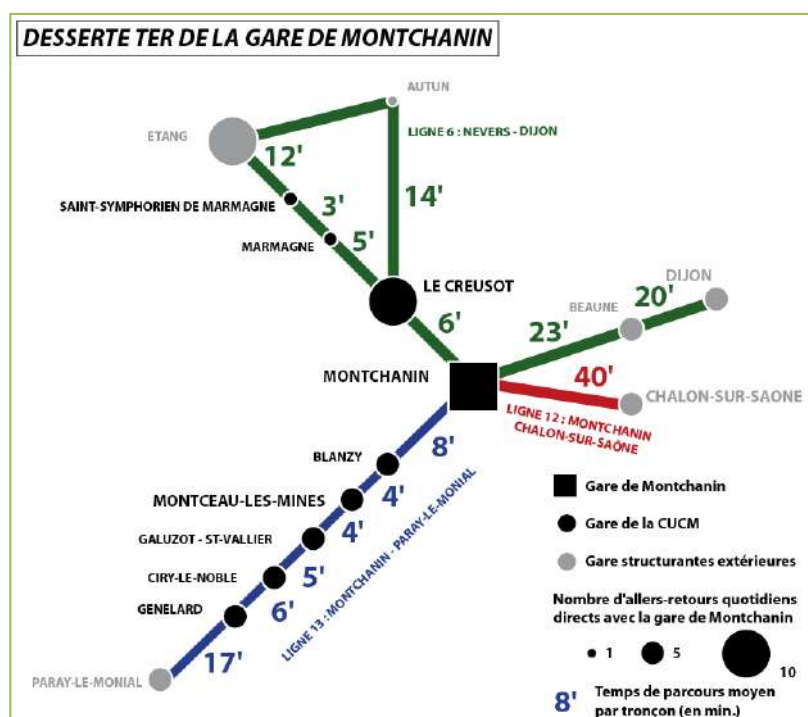 DESSERTE TER DE LA GARE DE MONTCHANIN
AUTUN
ETANG
LIGNE 6 : NEVERS - DIJON
12'
14'
SAINT-SYMPHORIEN DE MARMAGNE
3'
MARMAGNE
5'
LE CREUSOT
DIJON
20'
BEAUNE
6'
23'
MONTCHANIN
40'
CHALON-SUR-SAONE
LIGNE 12 : MONTCHANIN
CHALON-SUR-SAÔNE
8'
BLANZY
4'
MONTCEAU-LES-MINES
4'
GALUZOT - ST-VALLIER
5'
CIRY-LE-NOBLE
6'
GENELARD
17'
LIGNE 13 : MONTCHANIN - PARAY-LE-MONIAL
PARAY-LE-MONIAL
Gare de Montchanin
Gare de la CUCM
Gare structurantes extérieures
Nombre d'allers-retours quotidiens
directs avec la gare de Montchanin
1 5 10
8' Temps de parcours moyen
par tronçon (en min.)